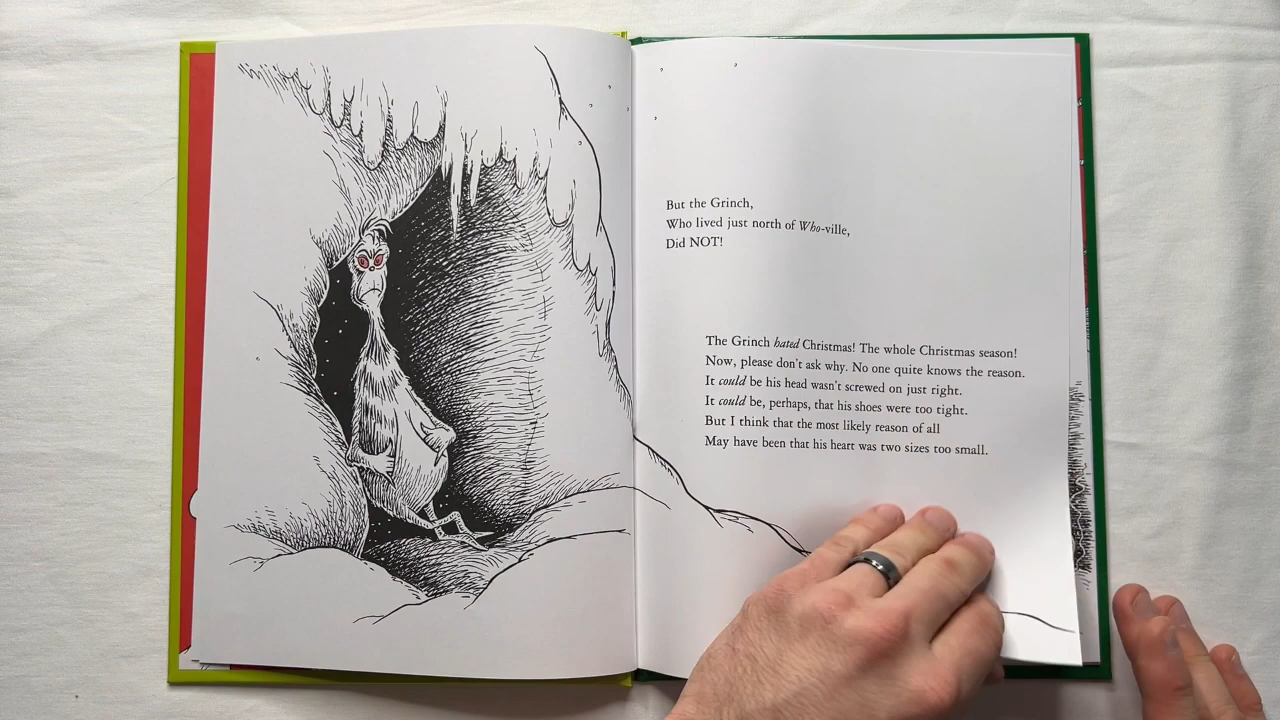 But the Grinch,
Who lived just north of Who-ville,
Did NOT!
The Grinch hated Christmas! The whole Christmas season!
Now, please don't ask why. No one quite knows the reason.
It could be his head wasn't screwed on just right.
It could be, perhaps, that his shoes were too tight.
But I think that the most likely reason of all
May have been that his heart was two sizes too small.